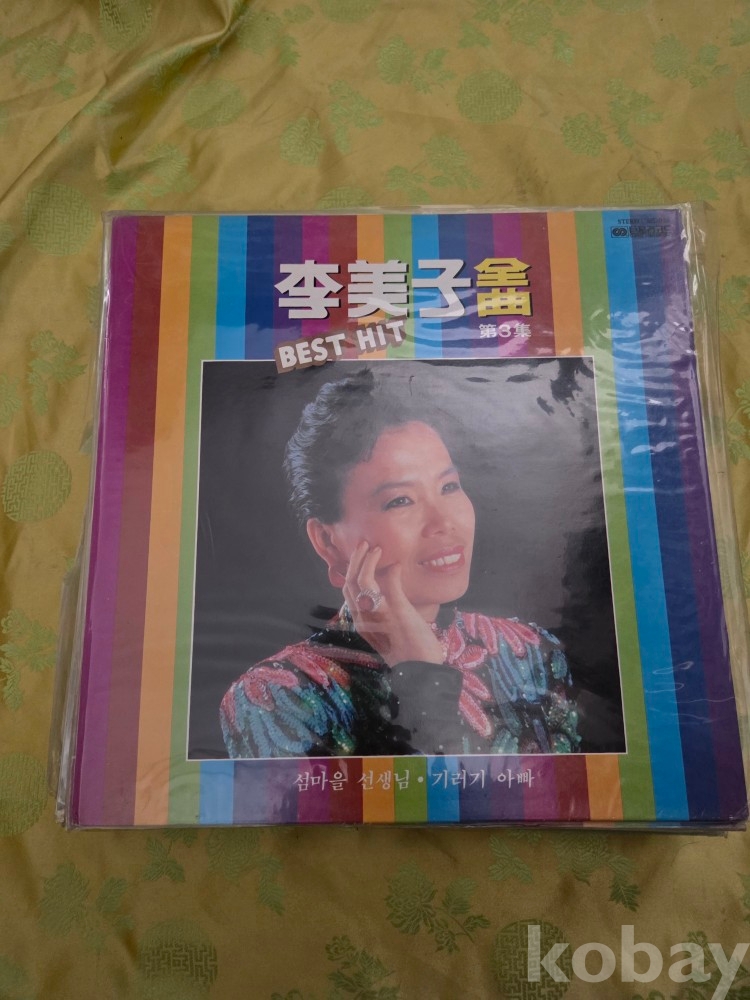 STEREO
李美子全曲
BEST HIT
第3集
섬마을 선생님 · 기러기 아빠
kobay